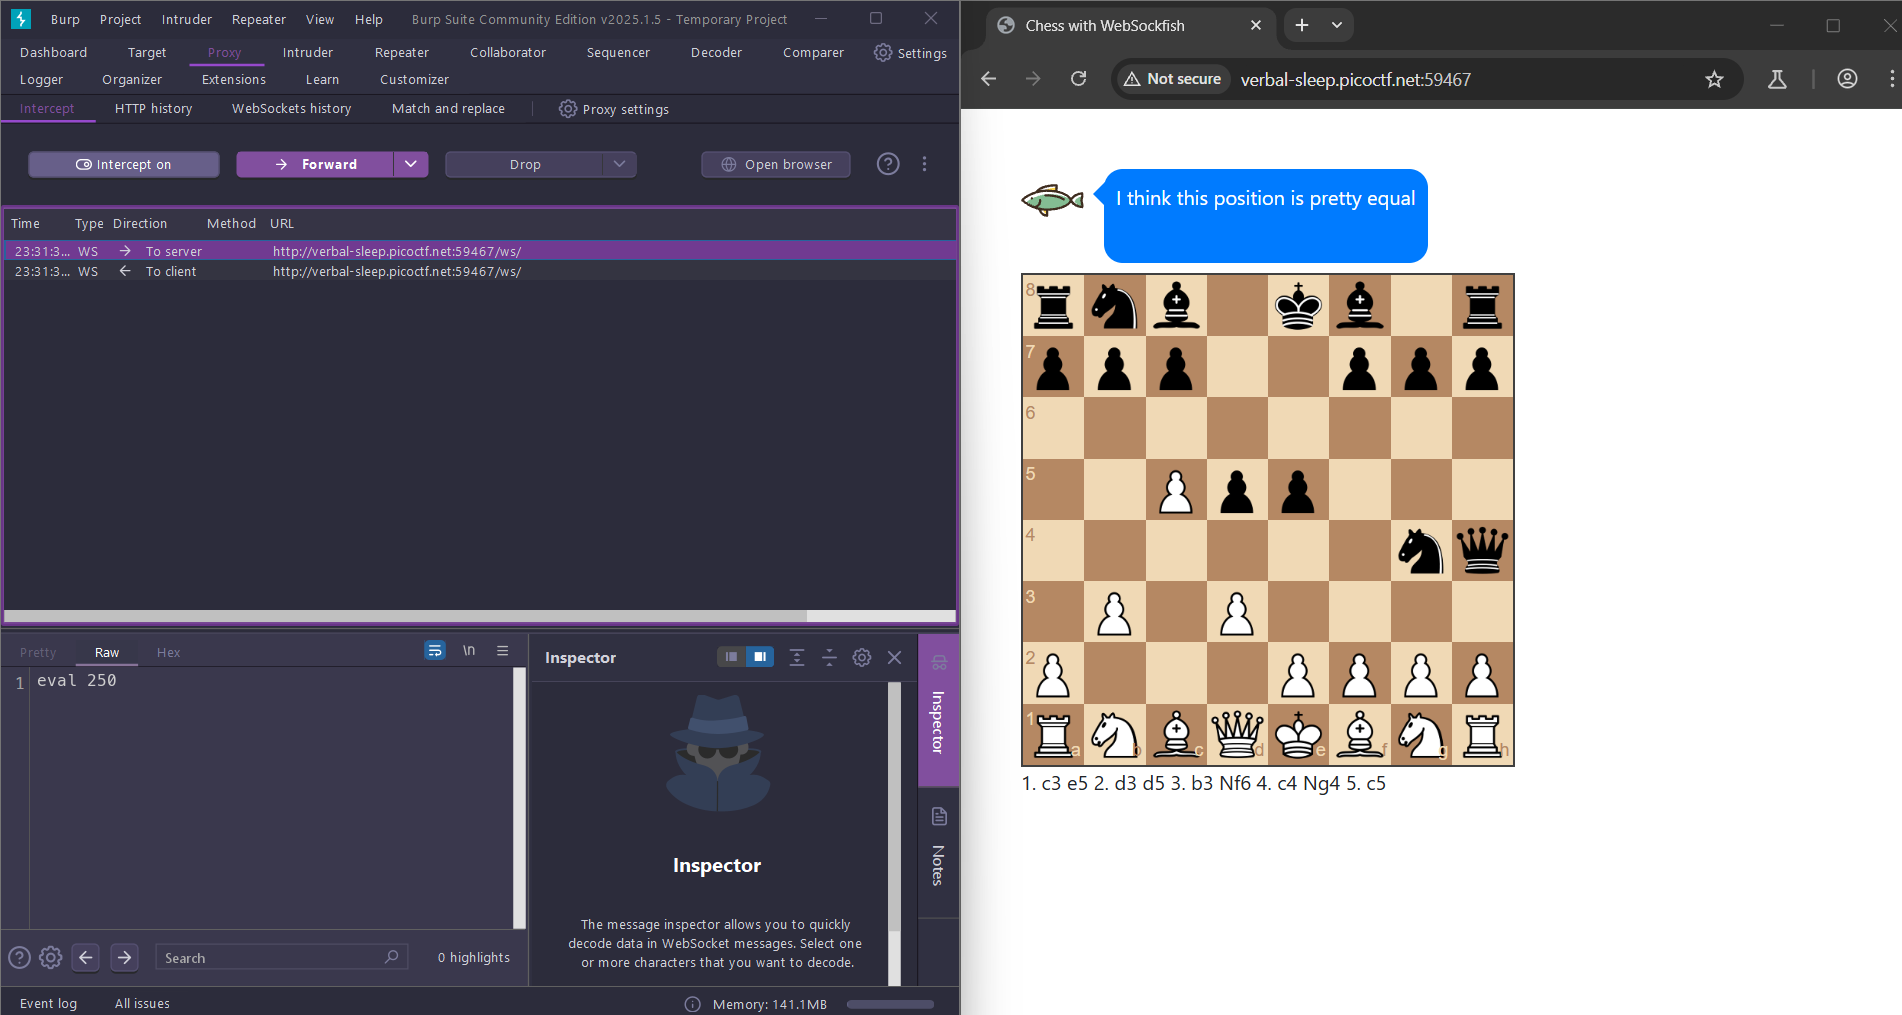 Burp Project Intruder Repeater View Help Burp Suite Community Edition v2025.1.5 - Temporary Project
Dashboard Target Proxy Intruder Repeater Collaborator Sequencer Decoder Comparer Settings
Logger Organizer Extensions Learn Customizer
Intercept HTTP history WebSockets history Match and replace Proxy settings
Intercept on Forward Drop Open browser
Time Type Direction Method URL
23:31:3... WS To server http://verbal-sleep.picoctf.net:59467/ws/
23:31:3... WS To client http://verbal-sleep.picoctf.net:59467/ws/
Pretty Raw Hex \n
1 eval 250
Search 0 highlights
Inspector
Inspector
The message inspector allows you to quickly
decode data in WebSocket messages. Select one
or more characters that you want to decode.
Inspector
Notes
Event log All issues Memory: 141.1MB
Chess with WebSockfish
Not secure verbal-sleep.picoctf.net:59467
I think this position is pretty equal
8
7
6
5
4
3
2
1
a b c d e f g h
1. c3 e5 2. d3 d5 3. b3 Nf6 4. c4 Ng4 5. c5